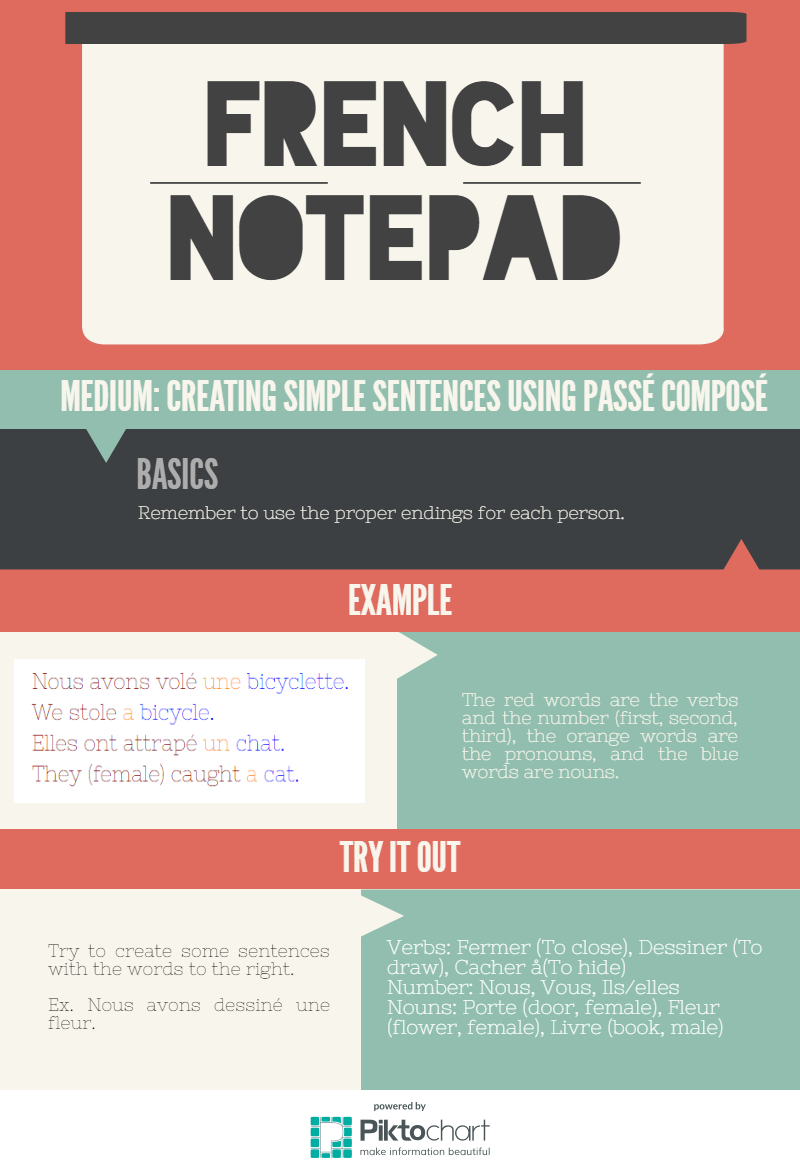 FRENCH
NOTEPAD
MEDIUM: CREATING SIMPLE SENTENCES USING PASSÉ COMPOSÉ
BASICS
Remember to use the proper endings for each person.
EXAMPLE
Nous avons volé une bicyclette.
We stole a bicycle.
Elles ont attrapé un chat.
They (female) caught a cat.
The red words are the verbs
and the number (first, second,
third), the orange words are
the pronouns, and the blue
words are nouns.
TRY IT OUT
Try to create some sentences
with the words to the right.
Ex. Nous avons dessiné une
fleur.
Verbs: Fermer (To close), Dessiner (To
draw), Cacher å(To hide)
Number: Nous, Vous, Ils/elles
Nouns: Porte (door, female), Fleur
(flower, female), Livre (book, male)
powered by
Piktochart
make information beautiful